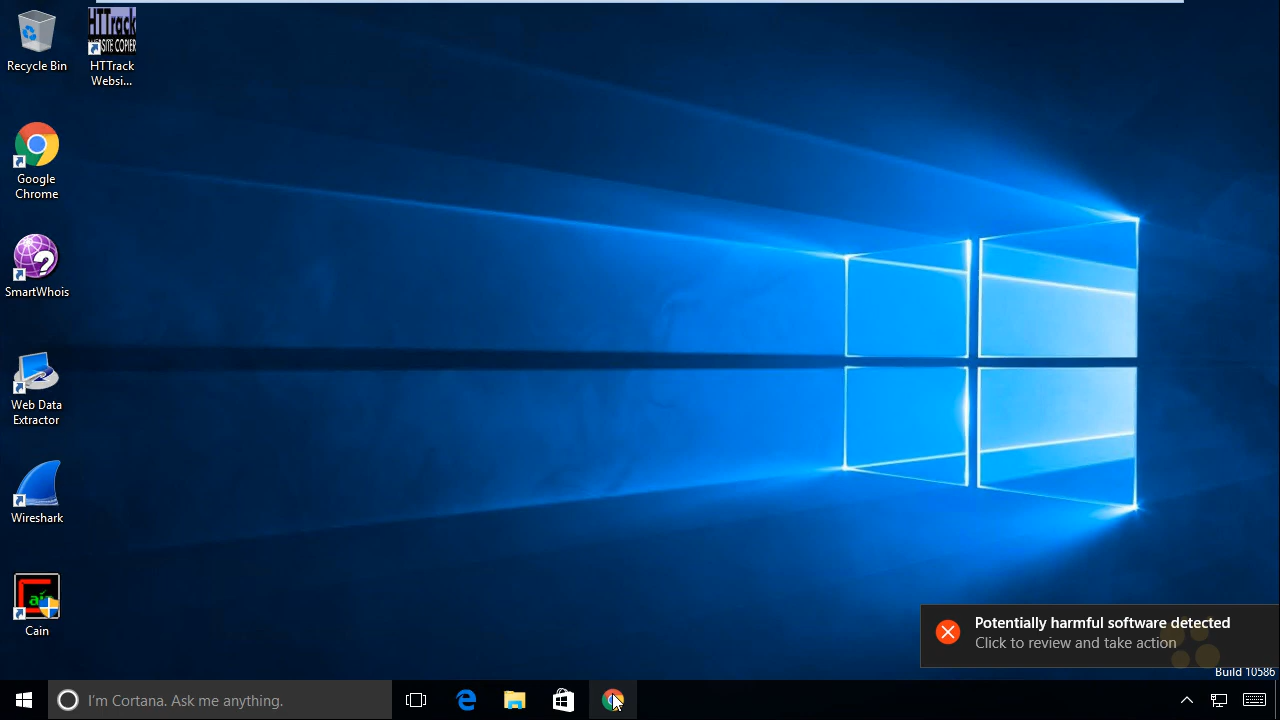 Recycle Bin
HTTrack
WEBSITE COPIER
HTTrack
Websi...
Google
Chrome
SmartWhois
Web Data
Extractor
Wireshark
Cain
Potentially harmful software detected
Click to review and take action
Build 10586
I'm Cortana. Ask me anything.